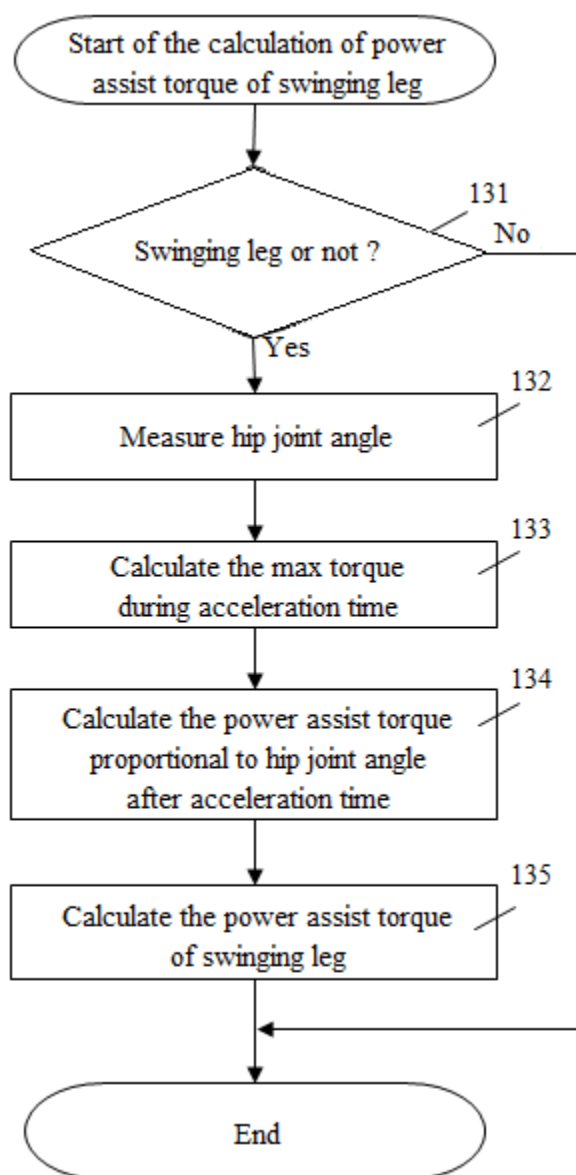 Start of the calculation of power
assist torque of swinging leg
131
Swinging leg or not ?
No
Yes
132
Measure hip joint angle
133
Calculate the max torque
during acceleration time
134
Calculate the power assist torque
proportional to hip joint angle
after acceleration time
135
Calculate the power assist torque
of swinging leg
End